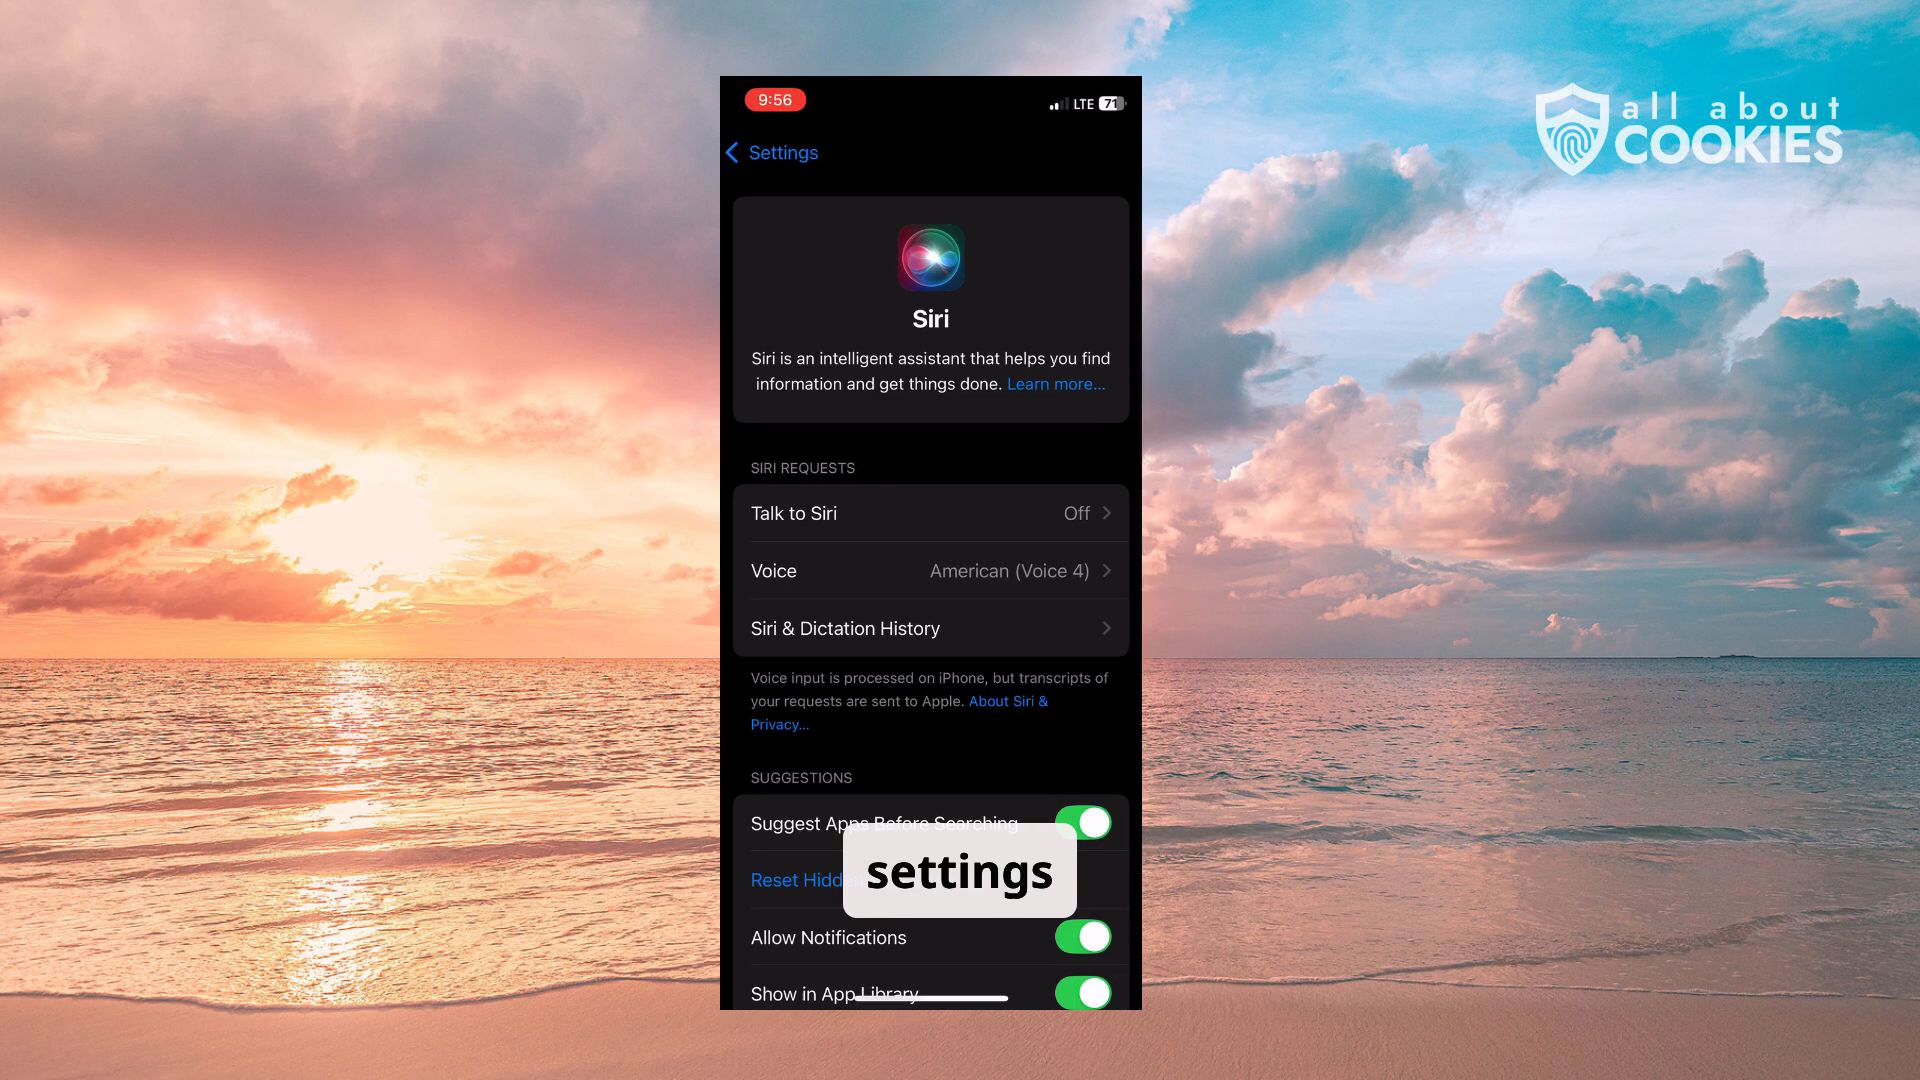 all about
COOKIES
9:56
LTE 71
Settings
Siri
Siri is an intelligent assistant that helps you find
information and get things done. Learn more...
SIRI REQUESTS
Talk to Siri Off
Voice American (Voice 4)
Siri & Dictation History
Voice input is processed on iPhone, but transcripts of
your requests are sent to Apple. About Siri &
Privacy...
SUGGESTIONS
Suggest Apps Before Searching
Reset
settings
Allow Notifications
Show in App Library